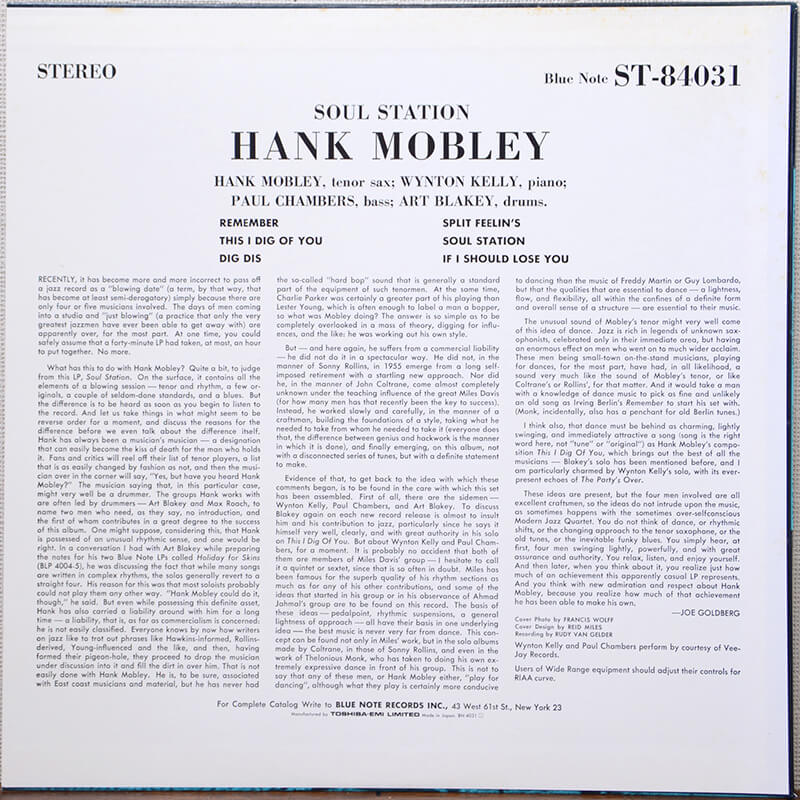 STEREO
Blue Note ST-84031
SOUL STATION
HANK MOBLEY
HANK MOBLEY, tenor sax; WYNTON KELLY, piano;
PAUL CHAMBERS, bass; ART BLAKEY, drums.
REMEMBER
THIS I DIG OF YOU
DIG DIS
SPLIT FEELIN'S
SOUL STATION
IF I SHOULD LOSE YOU
RECENTLY, it has become more and more incorrect to pass off
a jazz record as a "blowing date" (a term, by that way, that
has become at least semi-derogatory) simply because there are
only four or five musicians involved. The days of men coming
into a studio and "just blowing" (a practice that only the very
greatest jazzmen have ever been able to get away with) are
apparently over, for the most part. At one time, you could
safely assume that a forty-minute LP had taken, at most, an hour
to put together. No more.
What has this to do with Hank Mobley? Quite a bit, to judge
from this LP, Soul Station. On the surface, it contains all the
elements of a blowing session — tenor and rhythm, a few or-
iginals, a couple of seldom-done standards, and a blues. But
the difference is to be heard as soon as you begin to listen to
the record. And let us take things in what might seem to be
reverse order for a moment, and discuss the reasons for the
difference before we even talk about the difference itself.
Hank has always been a musician's musician — a designation
that can easily become the kiss of death for the man who holds
it. Fans and critics will reel off their list of tenor players, a list
that is as easily changed by fashion as not, and then the musi-
cian over in the corner will say, "Yes, but have you heard Hank
Mobley?" The musician saying that, in this particular case,
might very well be a drummer. The groups Hank works with
are often led by drummers — Art Blakey and Max Roach, to
name two men who need, as they say, no introduction, and
the first of whom contributes in a great degree to the success
of this album. One might suppose, considering this, that Hank
is possessed of an unusual rhythmic sense, and one would be
right. In a conversation I had with Art Blakey while preparing
the notes for his two Blue Note LPs called Holiday for Skins
(BLP 4004-5), he was discussing the fact that while many songs
are written in complex rhythms, the solos generally revert to a
straight four. His reason for this was that most soloists probably
could not play them any other way. "Hank Mobley could do it,
though," he said. But even while possessing this definite asset,
Hank has also carried a liability around with him for a long
time — a liability, that is, as far as commercialism is concerned:
he is not easily classified. Everyone knows by now how writers
on jazz like to trot out phrases like Hawkins-informed, Rollins-
derived, Young-influenced and the like, and then, having
formed their pigeon-hole, they proceed to drop the musician
under discussion into it and fill the dirt in over him. That is not
easily done with Hank Mobley. He is, to be sure, associated
with East coast musicians and material, but he has never had
the so-called "hard bop" sound that is generally a standard
part of the equipment of such tenormen. At the same time,
Charlie Parker was certainly a greater part of his playing than
Lester Young, which is often enough to label a man a bopper,
so what was Mobley doing? The answer is so simple as to be
completely overlooked in a mass of theory, digging for influ-
ences, and the like: he was working out his own style.
But — and here again, he suffers from a commercial liability
— he did not do it in a spectacular way. He did not, in the
manner of Sonny Rollins, in 1955 emerge from a long self-
imposed retirement with a startling new approach. Nor did
he, in the manner of John Coltrane, come almost completely
unknown under the teaching influence of the great Miles Davis
(for how many men has that recently been the key to success).
Instead, he worked slowly and carefully, in the manner of a
craftsman, building the foundations of a style, taking what he
needed to take from whom he needed to take it (everyone does
that, the difference between genius and hackwork is the manner
in which it is done), and finally emerging, on this album, not
with a disconnected series of tunes, but with a definite statement
to make.
Evidence of that, to get back to the idea with which these
comments began, is to be found in the care with which this set
has been assembled. First of all, there are the sidemen —
Wynton Kelly, Paul Chambers, and Art Blakey. To discuss
Blakey again on each new record release is almost to insult
him and his contribution to jazz, particularly since he says it
himself very well, clearly, and with great authority in his solo
on This I Dig Of You. But about Wynton Kelly and Paul Cham-
bers, for a moment. It is probably no accident that both of
them are members of Miles Davis' group — I hesitate to call
it a quintet or sextet, since that is so often in doubt. Miles has
been famous for the superb quality of his rhythm sections as
much as for any of his other contributions, and some of the
ideas that started in his group or in his observance of Ahmad
Jahmal's group are to be found on this record. The basis of
these ideas — pedalpoint, rhythmic suspensions, a general
lightness of approach — all have their basis in one underlying
idea — the best music is never very far from dance. This con-
cept can be found not only in Miles' work, but in the solo albums
made by Coltrane, in those of Sonny Rollins, and even in the
work of Thelonious Monk, who has taken to doing his own ex-
tremely expressive dance in front of his group. This is not to
say that any of these men, or Hank Mobley either, "play for
dancing", although what they play is certainly more conducive
to dancing than the music of Freddy Martin or Guy Lombardo,
but that the qualities that are essential to dance — a lightness,
flow, and flexibility, all within the confines of a definite form
and overall sense of a structure — are essential to their music.
The unusual sound of Mobley's tenor might very well come
of this idea of dance. Jazz is rich in legends of unknown sax-
ophonists, celebrated only in their immediate area, but having
an enormous effect on men who went on to much wider acclaim.
These men being small-town on-the-stand musicians, playing
for dances, for the most part, have had, in all likelihood, a
sound very much like the sound of Mobley's tenor, or like
Coltrane's or Rollins', for that matter. And it would take a man
with a knowledge of dance music to pick as fine and unlikely
an old song as Irving Berlin's Remember to start his set with.
(Monk, incidentally, also has a penchant for old Berlin tunes.)
I think also, that dance must be behind as charming, lightly
swinging, and immediately attractive a song (song is the right
word here, not "tune" or "original") as Hank Mobley's compo-
sition This I Dig Of You, which brings out the best of all the
musicians — Blakey's solo has been mentioned before, and I
am particularly charmed by Wynton Kelly's solo, with its ever-
present echoes of The Party's Over.
These ideas are present, but the four men involved are all
excellent craftsmen, so the ideas do not intrude upon the music,
as sometimes happens with the sometimes over-selfconscious
Modern Jazz Quartet. You do not think of dance, or rhythmic
shifts, or the changing approach to the tenor saxophone, or the
old tunes, or the inevitable funky blues. You simply hear, at
first, four men swinging lightly, powerfully, and with great
assurance and authority. You relax, listen, and enjoy yourself.
And then later, when you think about it, you realize just how
much of an achievement this apparently casual LP represents.
And you think with new admiration and respect about Hank
Mobley, because you realize how much of that achievement
he has been able to make his own.
—JOE GOLDBERG
Cover Photo by FRANCIS WOLFF
Cover Design by REID MILES
Recording by RUDY VAN GELDER
Wynton Kelly and Paul Chambers perform by courtesy of Vee-
Jay Records.
Users of Wide Range equipment should adjust their controls for
RIAA curve.
For Complete Catalog Write to BLUE NOTE RECORDS INC., 43 West 61st St., New York 23
Manufactured by TOSHIBA-EMI LIMITED Made in Japan. BN 4031